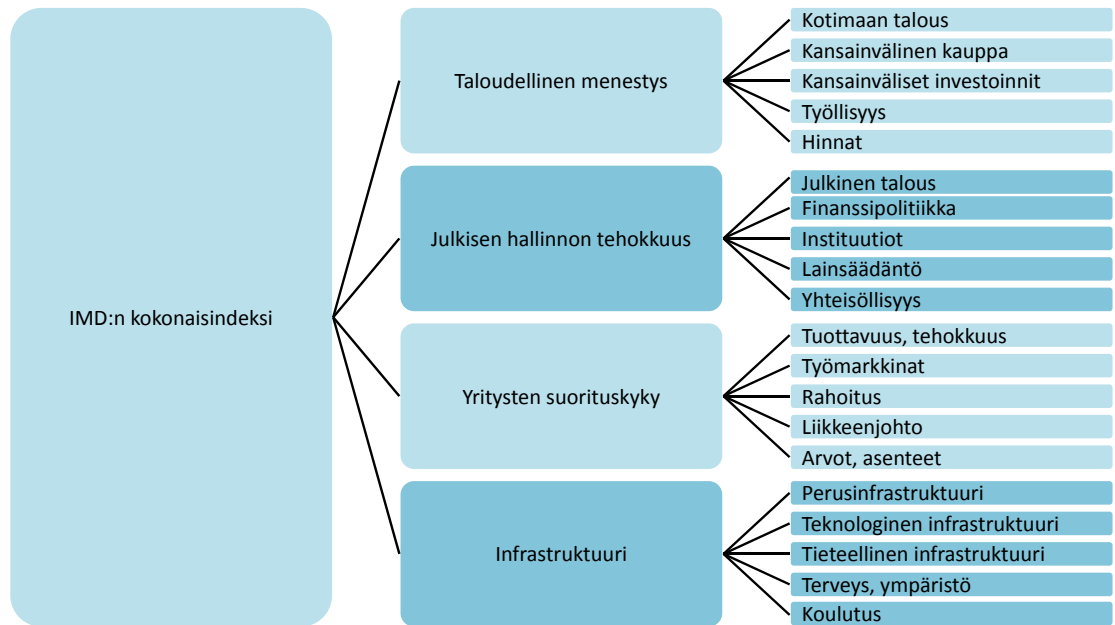 IMD:n kokonaisindeksi
Taloudellinen menestys
Kotimaan talous
Kansainvälinen kauppa
Kansainväliset investoinnit
Työllisyys
Hinnat
Julkisen hallinnon tehokkuus
Julkinen talous
Finanssipolitiikka
Instituutiot
Lainsäädäntö
Yhteisöllisyys
Yritysten suorituskyky
Tuottavuus, tehokkuus
Työmarkkinat
Rahoitus
Liikkeenjohto
Arvot, asenteet
Infrastruktuuri
Perusinfrastruktuuri
Teknologinen infrastruktuuri
Tieteellinen infrastruktuuri
Terveys, ympäristö
Koulutus